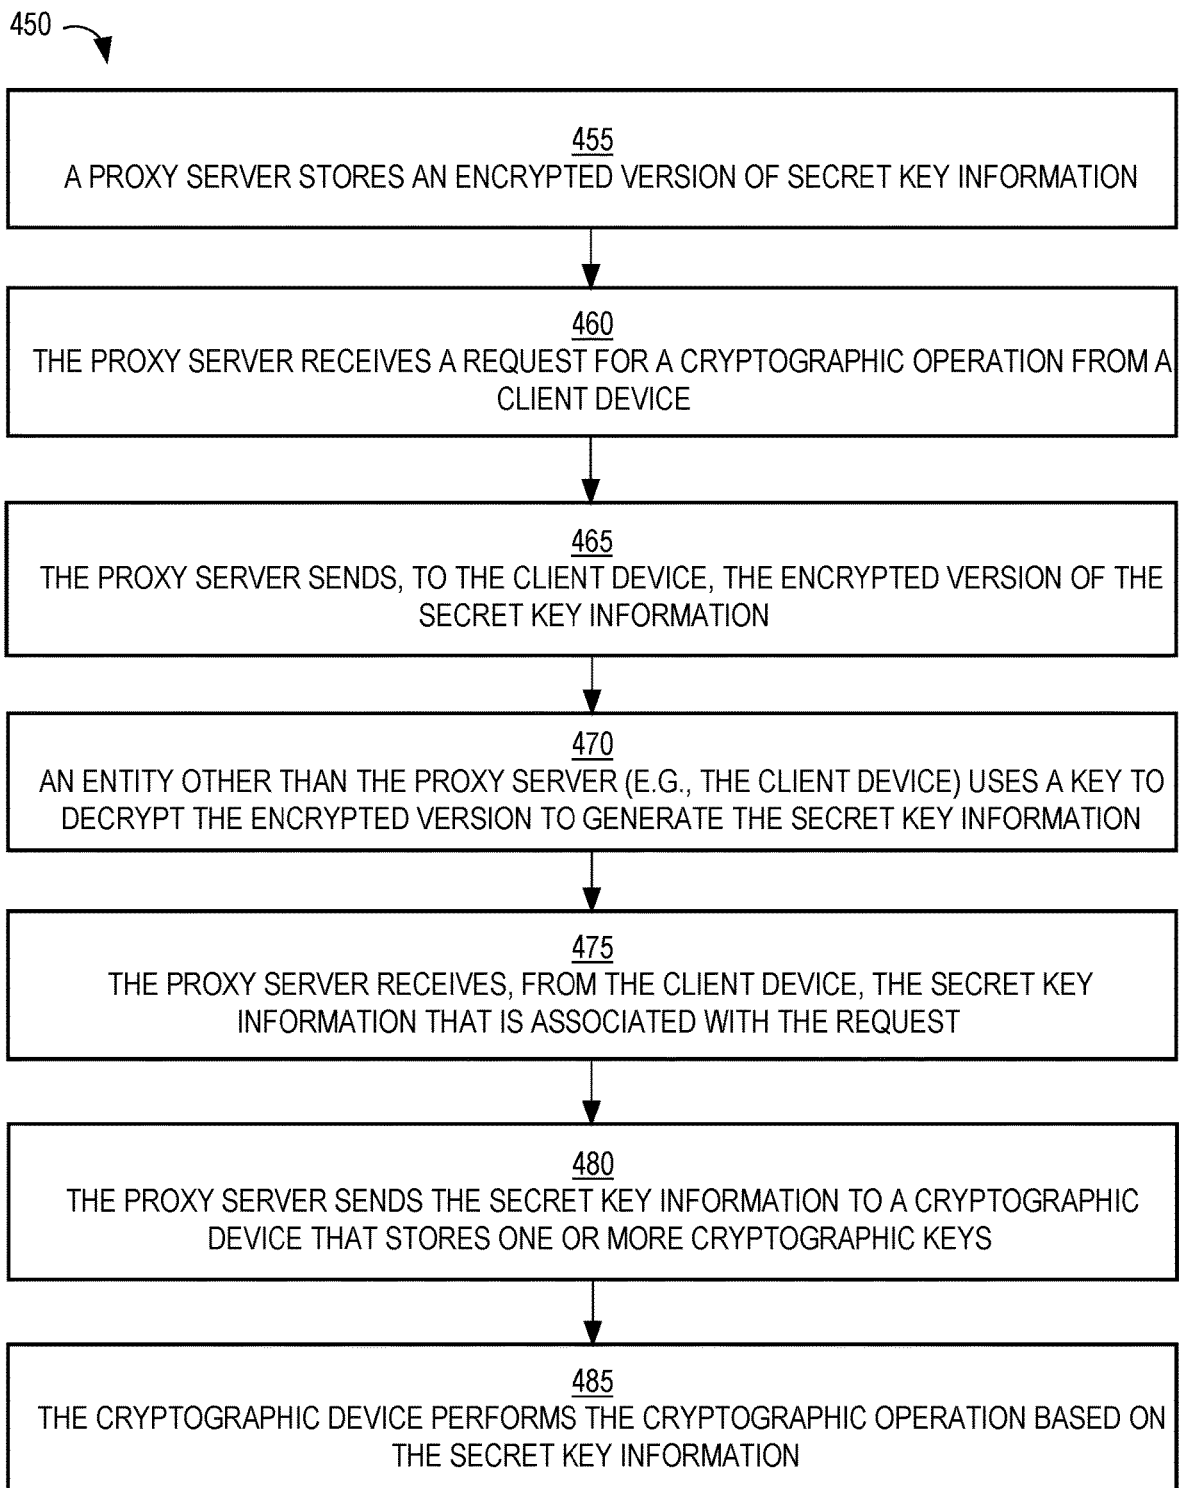 450
455
A PROXY SERVER STORES AN ENCRYPTED VERSION OF SECRET KEY INFORMATION
460
THE PROXY SERVER RECEIVES A REQUEST FOR A CRYPTOGRAPHIC OPERATION FROM A
CLIENT DEVICE
465
THE PROXY SERVER SENDS, TO THE CLIENT DEVICE, THE ENCRYPTED VERSION OF THE
SECRET KEY INFORMATION
470
AN ENTITY OTHER THAN THE PROXY SERVER (E.G., THE CLIENT DEVICE) USES A KEY TO
DECRYPT THE ENCRYPTED VERSION TO GENERATE THE SECRET KEY INFORMATION
475
THE PROXY SERVER RECEIVES, FROM THE CLIENT DEVICE, THE SECRET KEY
INFORMATION THAT IS ASSOCIATED WITH THE REQUEST
480
THE PROXY SERVER SENDS THE SECRET KEY INFORMATION TO A CRYPTOGRAPHIC
DEVICE THAT STORES ONE OR MORE CRYPTOGRAPHIC KEYS
485
THE CRYPTOGRAPHIC DEVICE PERFORMS THE CRYPTOGRAPHIC OPERATION BASED ON
THE SECRET KEY INFORMATION